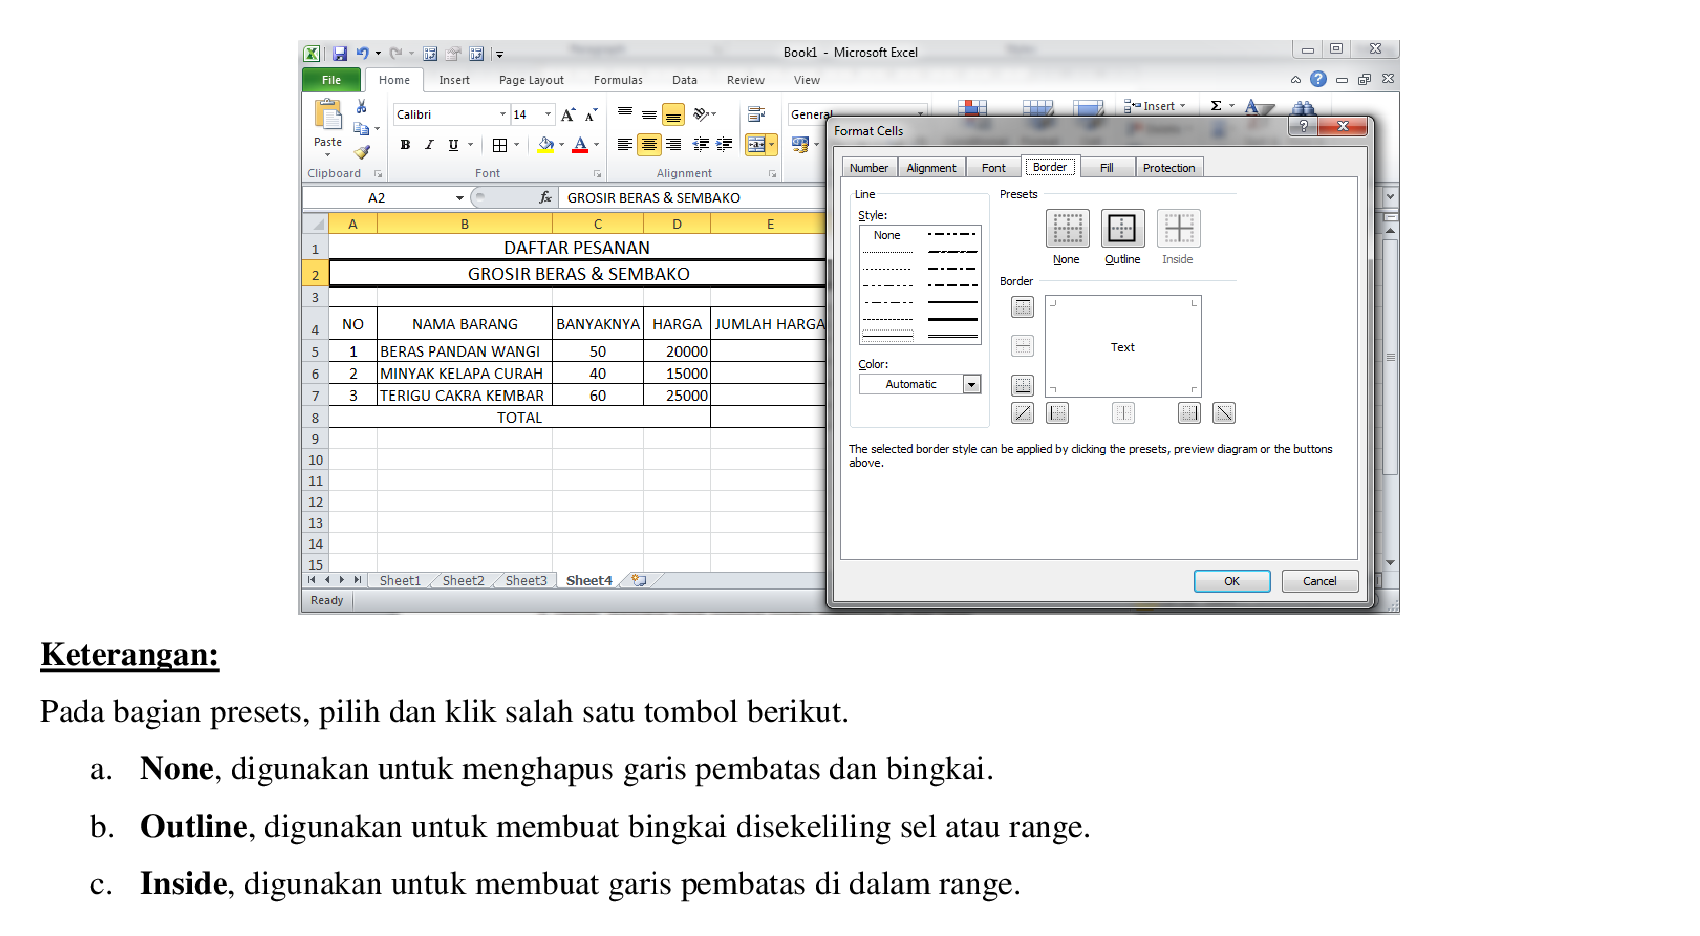 Book1 - Microsoft Excel
File Home Insert Page Layout Formulas Data Review View
Calibri 14 General Insert Σ
Paste B I U
Clipboard Font Alignment
A2 fx GROSIR BERAS & SEMBAKO
A B C D E
1 DAFTAR PESANAN
2 GROSIR BERAS & SEMBAKO
3
4 NO NAMA BARANG BANYAKNYA HARGA JUMLAH HARGA
5 1 BERAS PANDAN WANGI 50 20000
6 2 MINYAK KELAPA CURAH 40 15000
7 3 TERIGU CAKRA KEMBAR 60 25000
8 TOTAL
9
10
11
12
13
14
15
Sheet1 Sheet2 Sheet3 Sheet4
Ready
Format Cells
Number Alignment Font Border Fill Protection
Line Presets
Style:
None
None Outline Inside
Border
Text
Color:
Automatic
The selected border style can be applied by clicking the presets, preview diagram or the buttons
above.
OK Cancel
Keterangan:
Pada bagian presets, pilih dan klik salah satu tombol berikut.
a. None, digunakan untuk menghapus garis pembatas dan bingkai.
b. Outline, digunakan untuk membuat bingkai disekeliling sel atau range.
c. Inside, digunakan untuk membuat garis pembatas di dalam range.